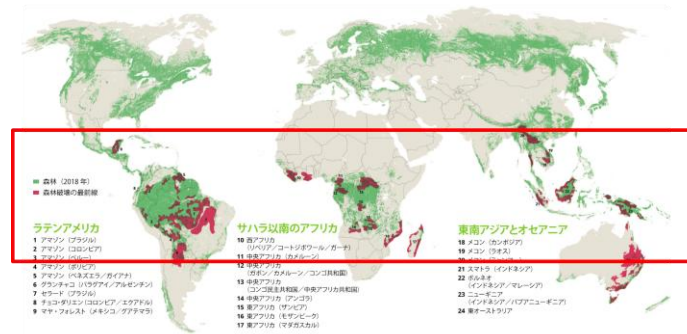 森林（2018 年）
森林破壊の最前線
ラテンアメリカ
1 アマゾン（ブラジル）
2 アマゾン（コロンビア）
3 アマゾン（ペルー）
4 アマゾン（ボリビア）
5 アマゾン（ベネズエラ/ガイアナ）
6 グランチャコ（パラグアイ/アルゼンチン）
7 セラード（ブラジル）
8 チョコ・ダリエン（コロンビア/エクアドル）
9 マヤ・フォレスト（メキシコ/グアテマラ）
サハラ以南のアフリカ
10 西アフリカ
（リベリア/コートジボワール/ガーナ）
11 中央アフリカ（カメルーン）
12 中央アフリカ
（ガボン/カメルーン/コンゴ共和国）
13 中央アフリカ
（コンゴ民主共和国/中央アフリカ共和国）
14 中央アフリカ（アンゴラ）
15 東アフリカ（ザンビア）
16 東アフリカ（モザンビーク）
17 東アフリカ（マダガスカル）
東南アジアとオセアニア
18 メコン（カンボジア）
19 メコン（ラオス）
20
21 スマトラ（インドネシア）
22 ボルネオ
（インドネシア/マレーシア）
23 ニューギニア
（インドネシア/パプアニューギニア）
24 東オーストラリア